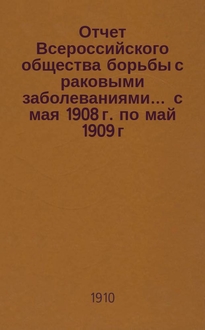 Отчет
Всероссийского
общества борьбы с
раковыми
заболеваниями... с
мая 1908 г. по май
1909 г
1910